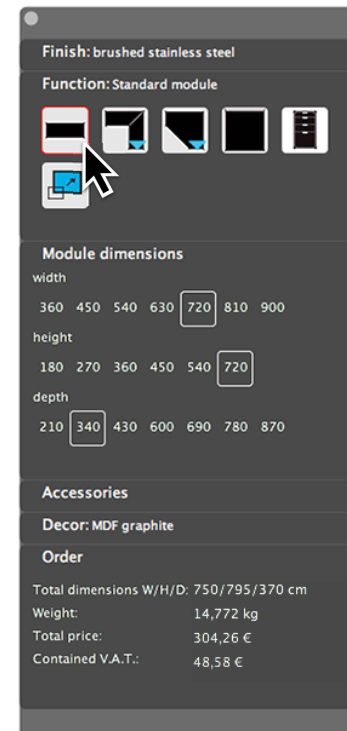 Finish: brushed stainless steel
Function: Standard module
Module dimensions
width
360 450 540 630 720 810 900
height
180 270 360 450 540 720
depth
210 340 430 600 690 780 870
Accessories
Decor: MDF graphite
Order
Total dimensions W/H/D: 750/795/370 cm
Weight: 14,772 kg
Total price: 304,26 €
Contained V.A.T.: 48,58 €